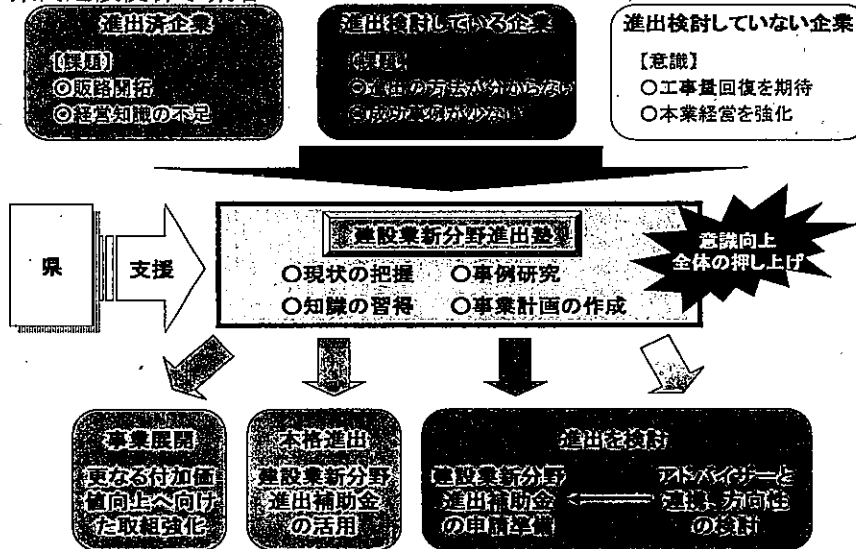 進出済企業
【課題】
○販路開拓
○経営知識の不足
進出検討している企業
【課題】
○進出の方法が分からない
○成功事例が少ない
進出検討していない企業
【意識】
○工事量回復を期待
○本業経営を強化
県
支援
建設業新分野進出塾
○現状の把握 ○事例研究
○知識の習得 ○事業計画の作成
意識向上
全体の押し上げ
事業展開
更なる付加価
値向上へ向け
た取組強化
本格進出
建設業新分野
進出補助金
の活用
進出を検討
建設業新分野
進出補助金
の申請準備
アドバイザーと
連携、方向性
の検討